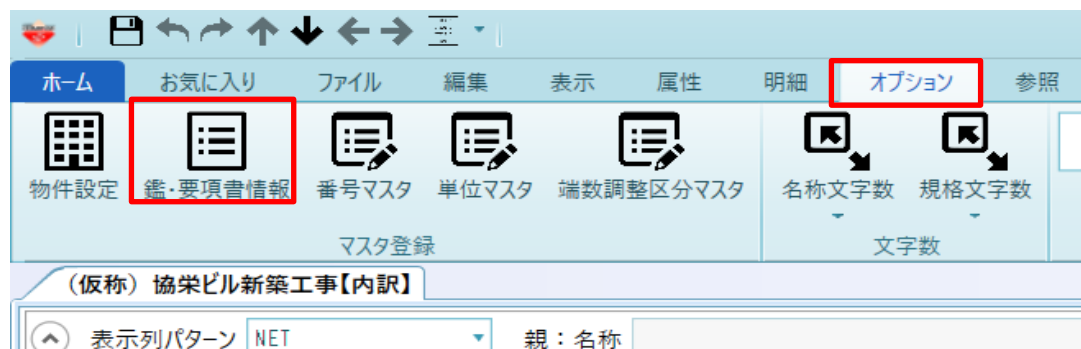 ホーム お気に入り ファイル 編集 表示 属性 明細 オプション 参照
物件設定 鑑・要項書情報 番号マスタ 単位マスタ 端数調整区分マスタ 名称文字数 規格文字数
マスタ登録 文字数
（仮称）協栄ビル新築工事【内訳】
表示列パターン NET 親：名称